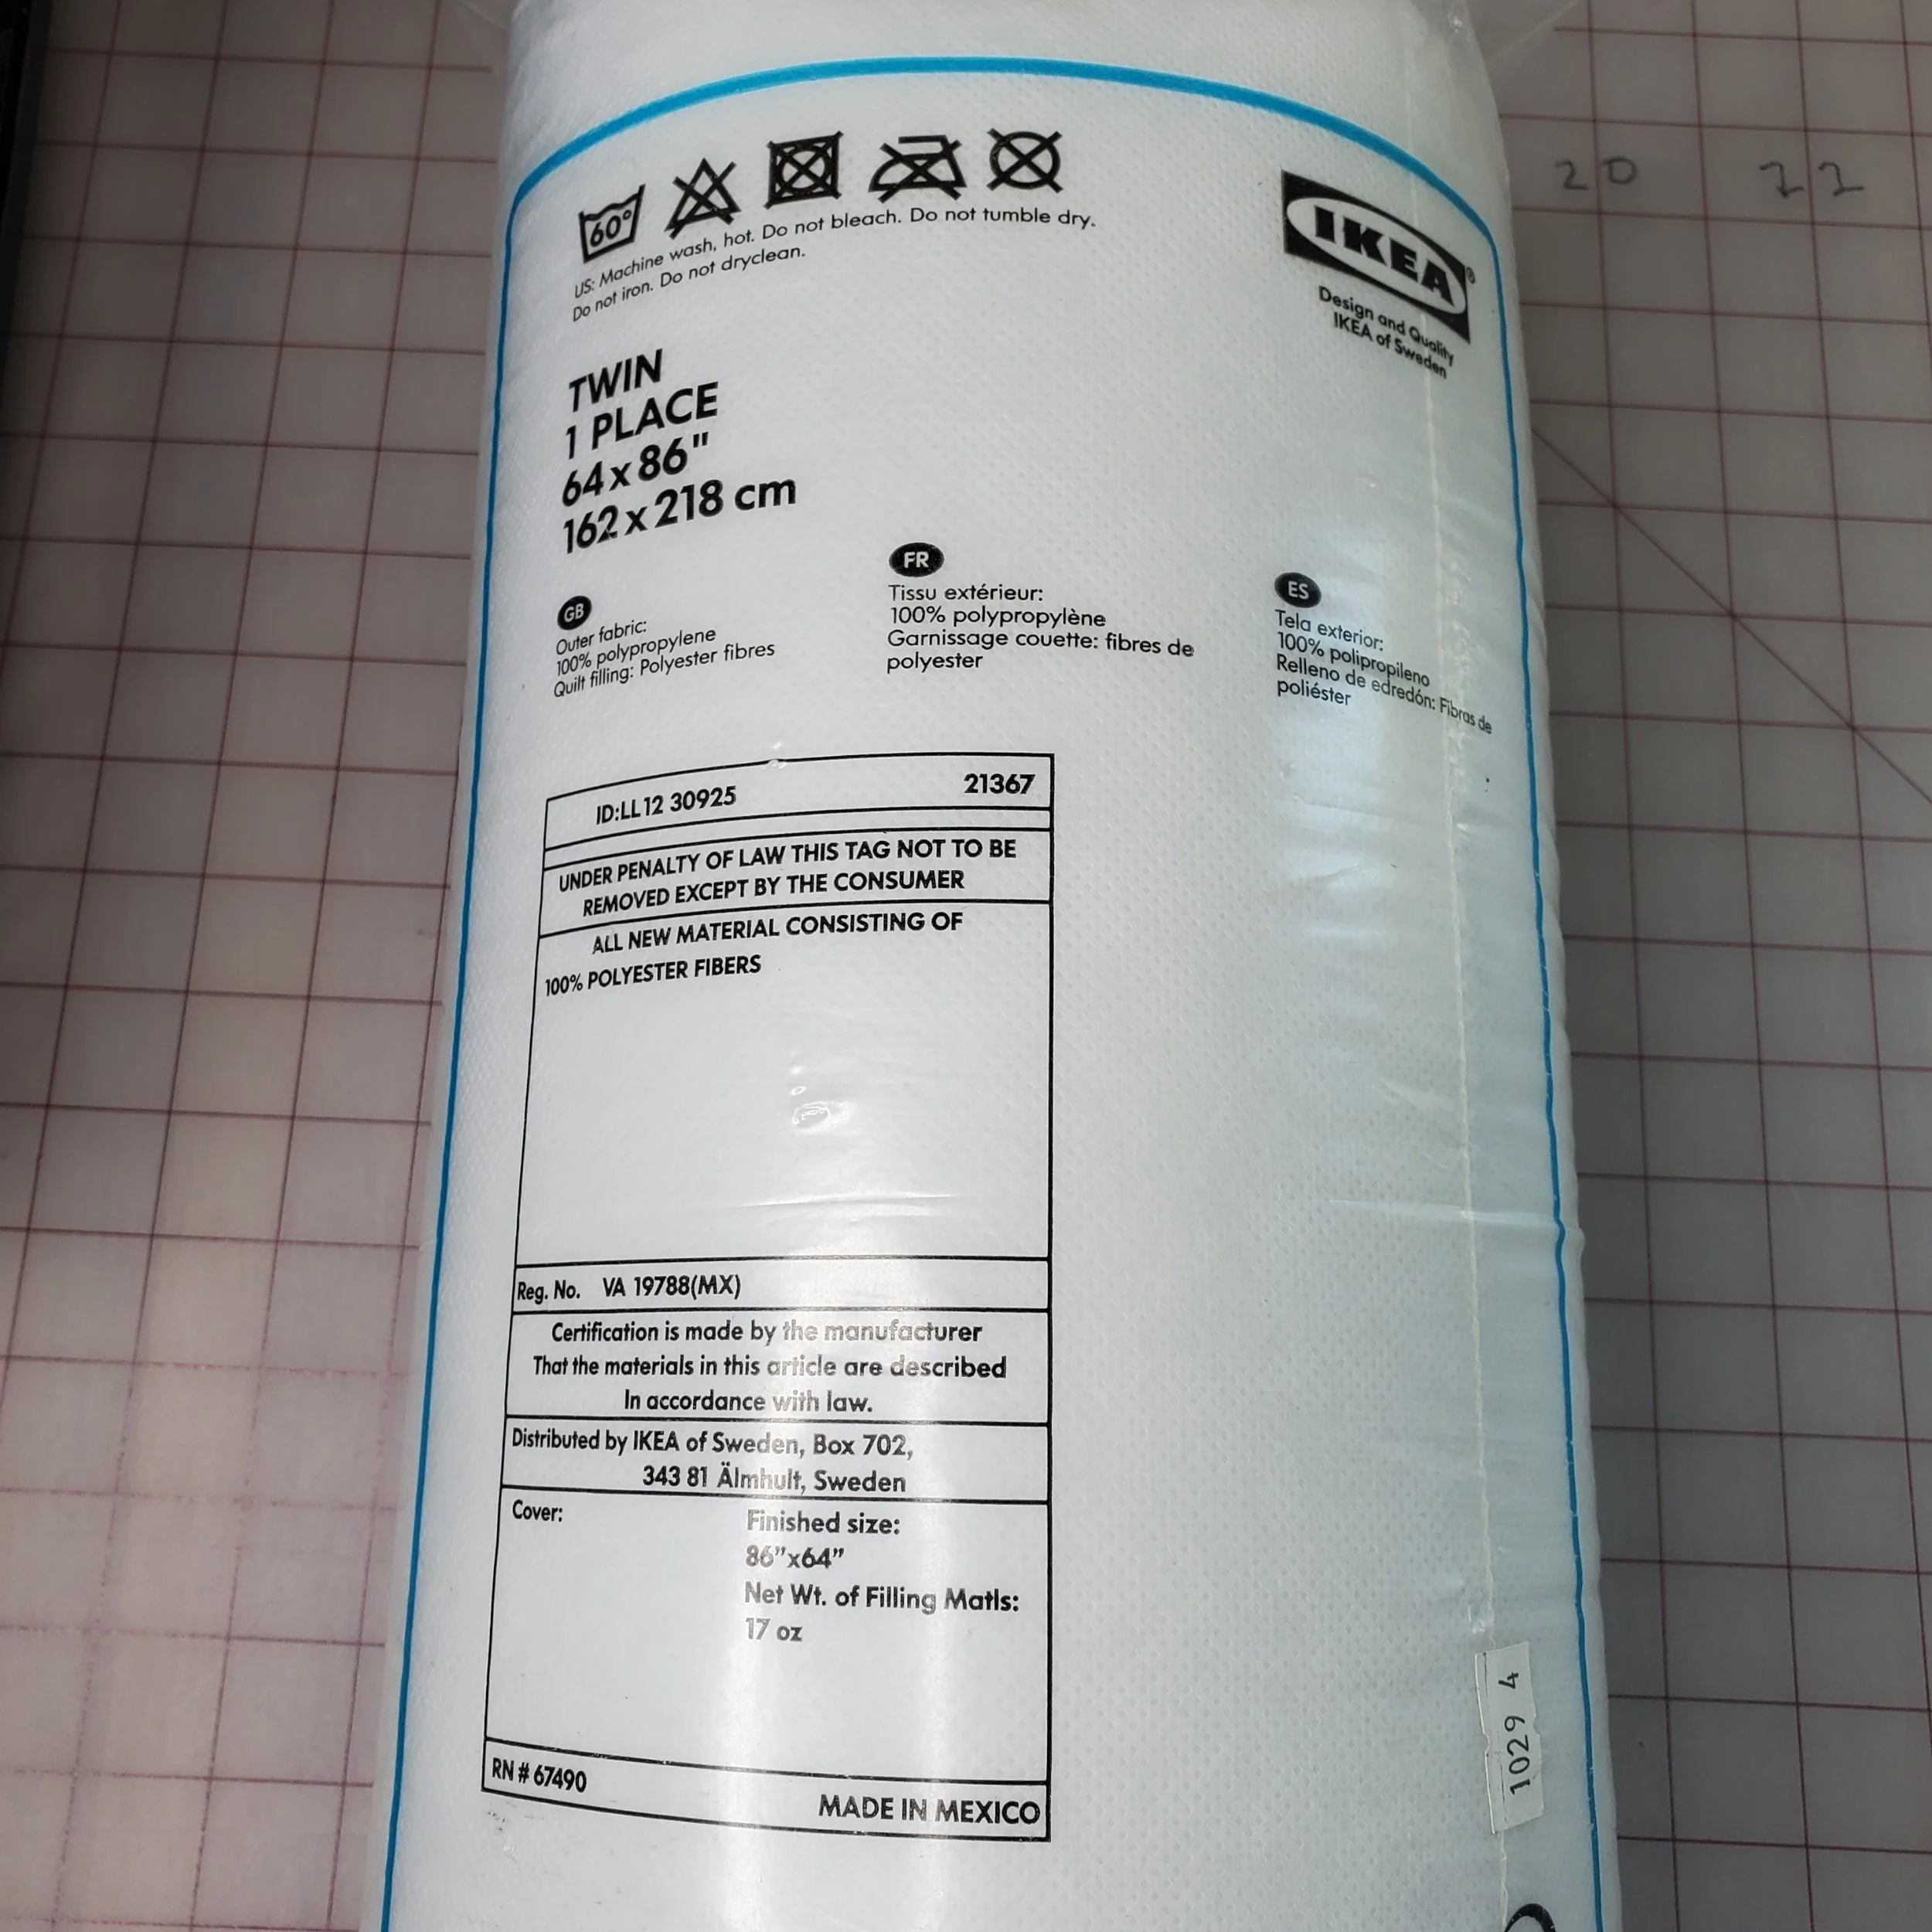 60°
US: Machine wash, hot. Do not bleach. Do not tumble dry.
Do not iron. Do not dryclean.
IKEA®
Design and Quality
IKEA of Sweden
20 22
TWIN
1 PLACE
64 x 86"
162 x 218 cm
GB
Outer fabric:
100% polypropylene
Quilt filling: Polyester fibres
FR
Tissu extérieur:
100% polypropylène
Garnissage couette: fibres de
polyester
ES
Tela exterior:
100% polipropileno
Relleno de edredón: Fibras de
poliéster
ID:LL12 30925 21367
UNDER PENALTY OF LAW THIS TAG NOT TO BE
REMOVED EXCEPT BY THE CONSUMER
ALL NEW MATERIAL CONSISTING OF
100% POLYESTER FIBERS
Reg. No. VA 19788(MX)
Certification is made by the manufacturer
That the materials in this article are described
In accordance with law.
Distributed by IKEA of Sweden, Box 702,
343 81 Älmhult, Sweden
Cover:
Finished size:
86”x64”
Net Wt. of Filling Matls:
17 oz
RN # 67490
MADE IN MEXICO
1029 4